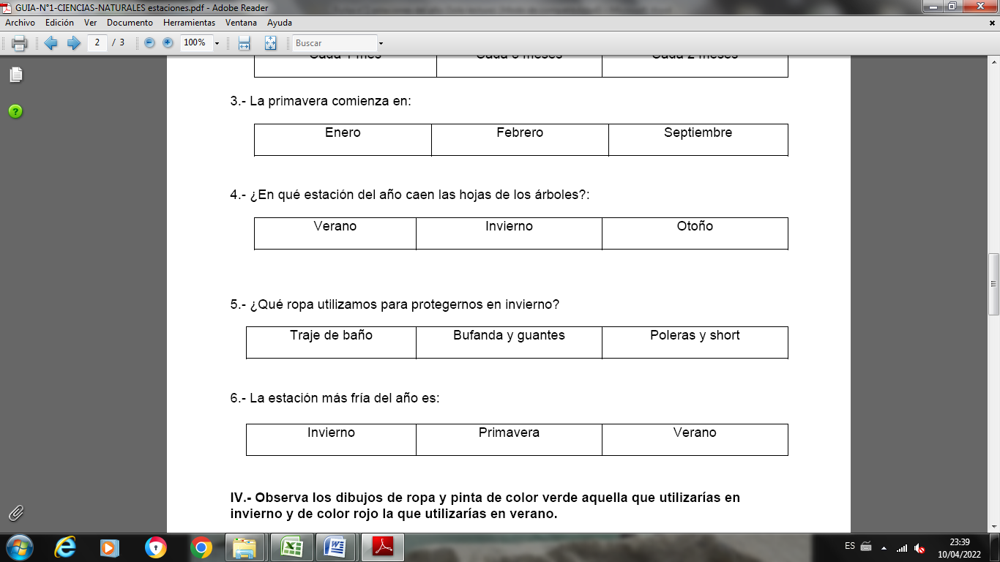 GUIA-N°1-CIENCIAS-NATURALES estaciones.pdf - Adobe Reader
Archivo Edición Ver Documento Herramientas Ventana Ayuda
2 / 3 100% Buscar
Cada 1 mes Cada 6 meses Cada 2 meses
3.- La primavera comienza en:
Enero Febrero Septiembre
4.- ¿En qué estación del año caen las hojas de los árboles?:
Verano Invierno Otoño
5.- ¿Qué ropa utilizamos para protegernos en invierno?
Traje de baño Bufanda y guantes Poleras y short
6.- La estación más fría del año es:
Invierno Primavera Verano
IV.- Observa los dibujos de ropa y pinta de color verde aquella que utilizarías en
invierno y de color rojo la que utilizarías en verano.
ES 23:39
10/04/2022